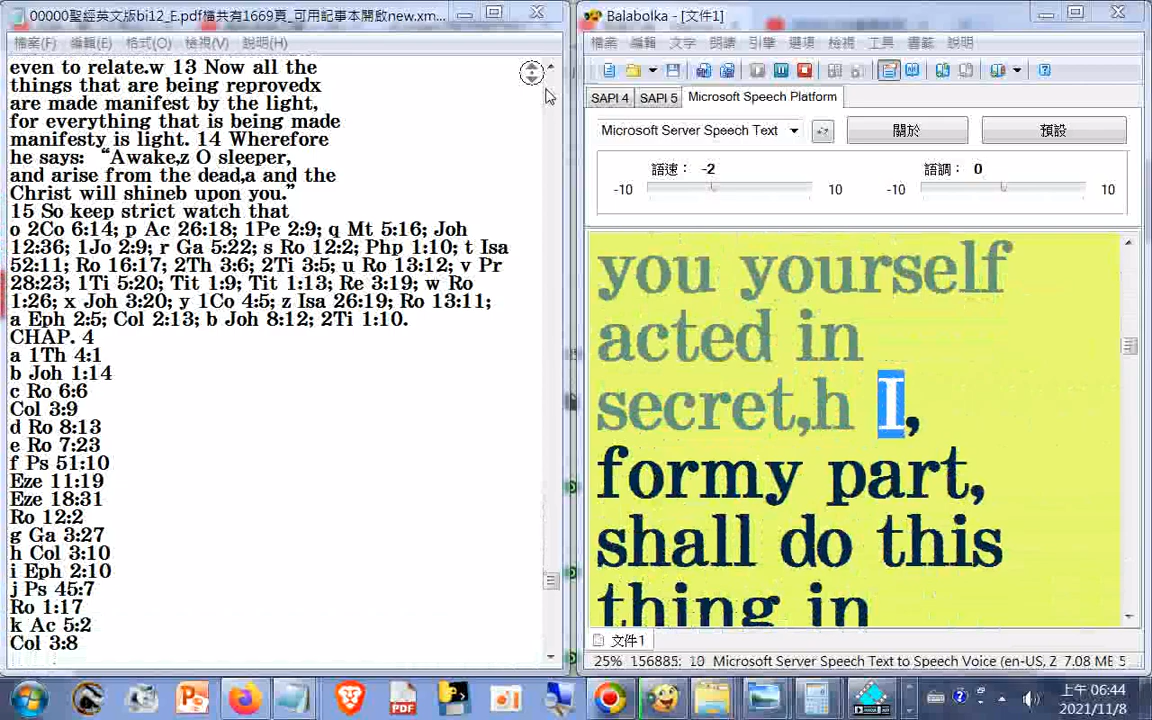 00000聖經英文版bi12_E.pdf檔共有1669頁_可用記事本開啟new.xm...
檔案(F) 編輯(E) 格式(O) 檢視(V) 說明(H)
even to relate.w 13 Now all the
things that are being reprovedx
are made manifest by the light,
for everything that is being made
manifesty is light. 14 Wherefore
he says: “Awake,z O sleeper,
and arise from the dead,a and the
Christ will shineb upon you.”
15 So keep strict watch that
o 2Co 6:14; p Ac 26:18; 1Pe 2:9; q Mt 5:16; Joh
12:36; 1Jo 2:9; r Ga 5:22; s Ro 12:2; Php 1:10; t Isa
52:11; Ro 16:17; 2Th 3:6; 2Ti 3:5; u Ro 13:12; v Pr
28:23; 1Ti 5:20; Tit 1:9; Tit 1:13; Re 3:19; w Ro
1:26; x Joh 3:20; y 1Co 4:5; z Isa 26:19; Ro 13:11;
a Eph 2:5; Col 2:13; b Joh 8:12; 2Ti 1:10.
CHAP. 4
a 1Th 4:1
b Joh 1:14
c Ro 6:6
Col 3:9
d Ro 8:13
e Ro 7:23
f Ps 51:10
Eze 11:19
Eze 18:31
Ro 12:2
g Ga 3:27
h Col 3:10
i Eph 2:10
j Ps 45:7
Ro 1:17
k Ac 5:2
Col 3:8
Balabolka - [文件1]
檔案 編輯 文字 朗讀 引擎 選項 檢視 工具 書籤 說明
SAPI 4 SAPI 5 Microsoft Speech Platform
Microsoft Server Speech Text 關於 預設
語速： -2 語調： 0
-10 10 -10 10
you yourself
acted in
secret,h I,
formy part,
shall do this
thing in
文件1
25% 156885: 10 Microsoft Server Speech Text to Speech Voice (en-US, 2 7.08 MB 5
PDF
上午 06:44
2021/11/8